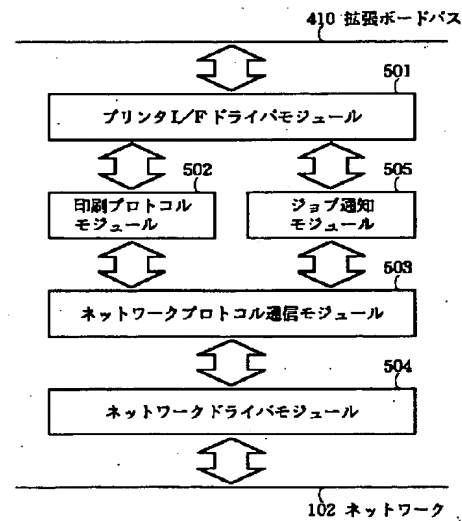 410 拡張ボードバス
501
プリンタI/Fドライバモジュール
502
505
印刷プロトコル
モジュール
ジョブ通知
モジュール
503
ネットワークプロトコル通信モジュール
504
ネットワークドライバモジュール
102 ネットワーク